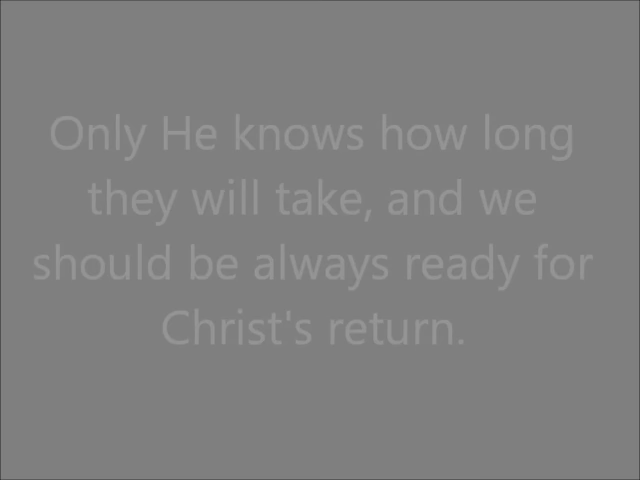 Only He knows how long
they will take, and we
should be always ready for
Christ's return.